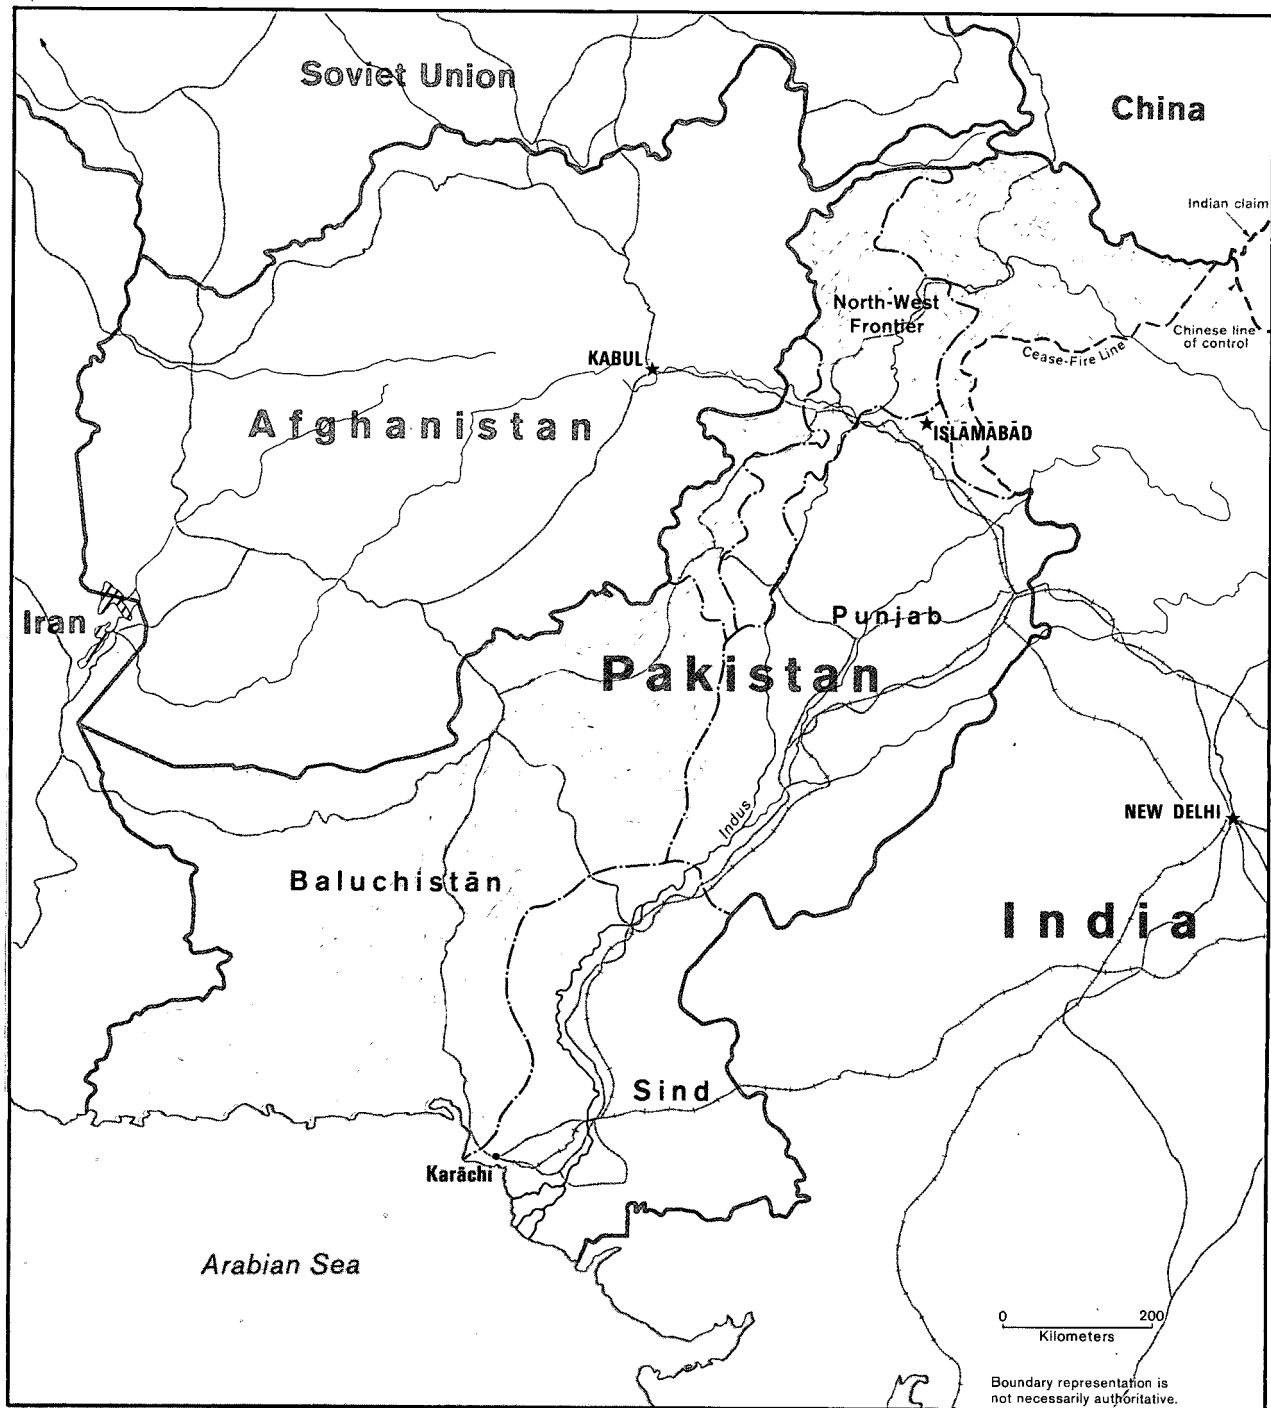 Soviet Union
China
Indian claim
North-West
Frontier
Chinese line
of control
Cease-Fire Line
KABUL
Afghanistan
ISLĀMĀBĀD
Iran
Punjab
Pakistan
Indus
NEW DELHI
Baluchistān
India
Sind
Karāchi
Arabian Sea
0 200
Kilometers
Boundary representation is
not necessarily authoritative.